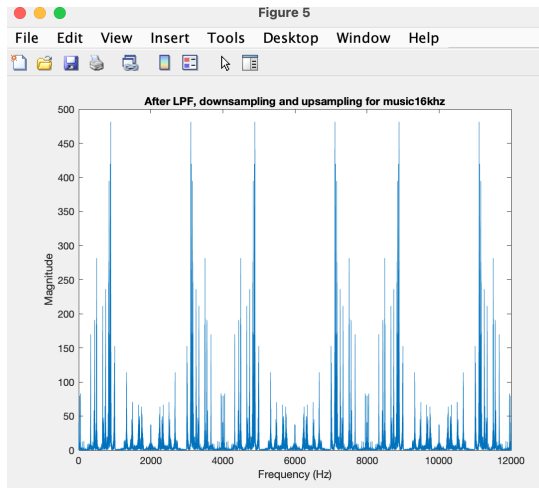 Figure 5
File Edit View Insert Tools Desktop Window Help
After LPF, downsampling and upsampling for music16khz
500
450
400
350
300
250
200
150
100
50
0
Magnitude
0 2000 4000 6000 8000 10000 12000
Frequency (Hz)